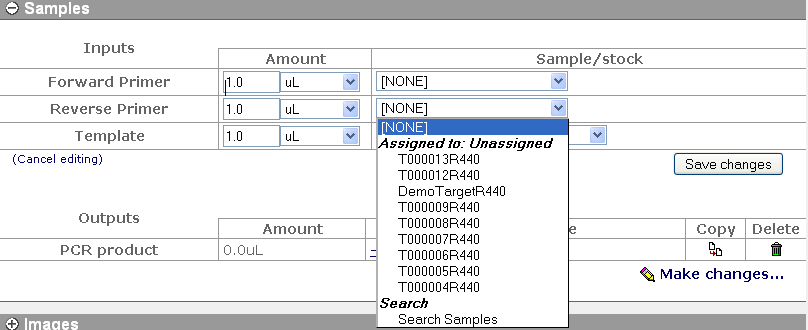 Samples
Inputs
Amount Sample/stock
Forward Primer 1.0 uL [NONE]
Reverse Primer 1.0 uL [NONE]
Template 1.0 uL
[NONE]
Assigned to: Unassigned
T000013R440
T000012R440
DemoTargetR440
T000009R440
T000008R440
T000007R440
T000006R440
T000005R440
T000004R440
Search
Search Samples
(Cancel editing) Save changes
Outputs
Amount e Copy Delete
PCR product 0.0uL
Make changes...
Images